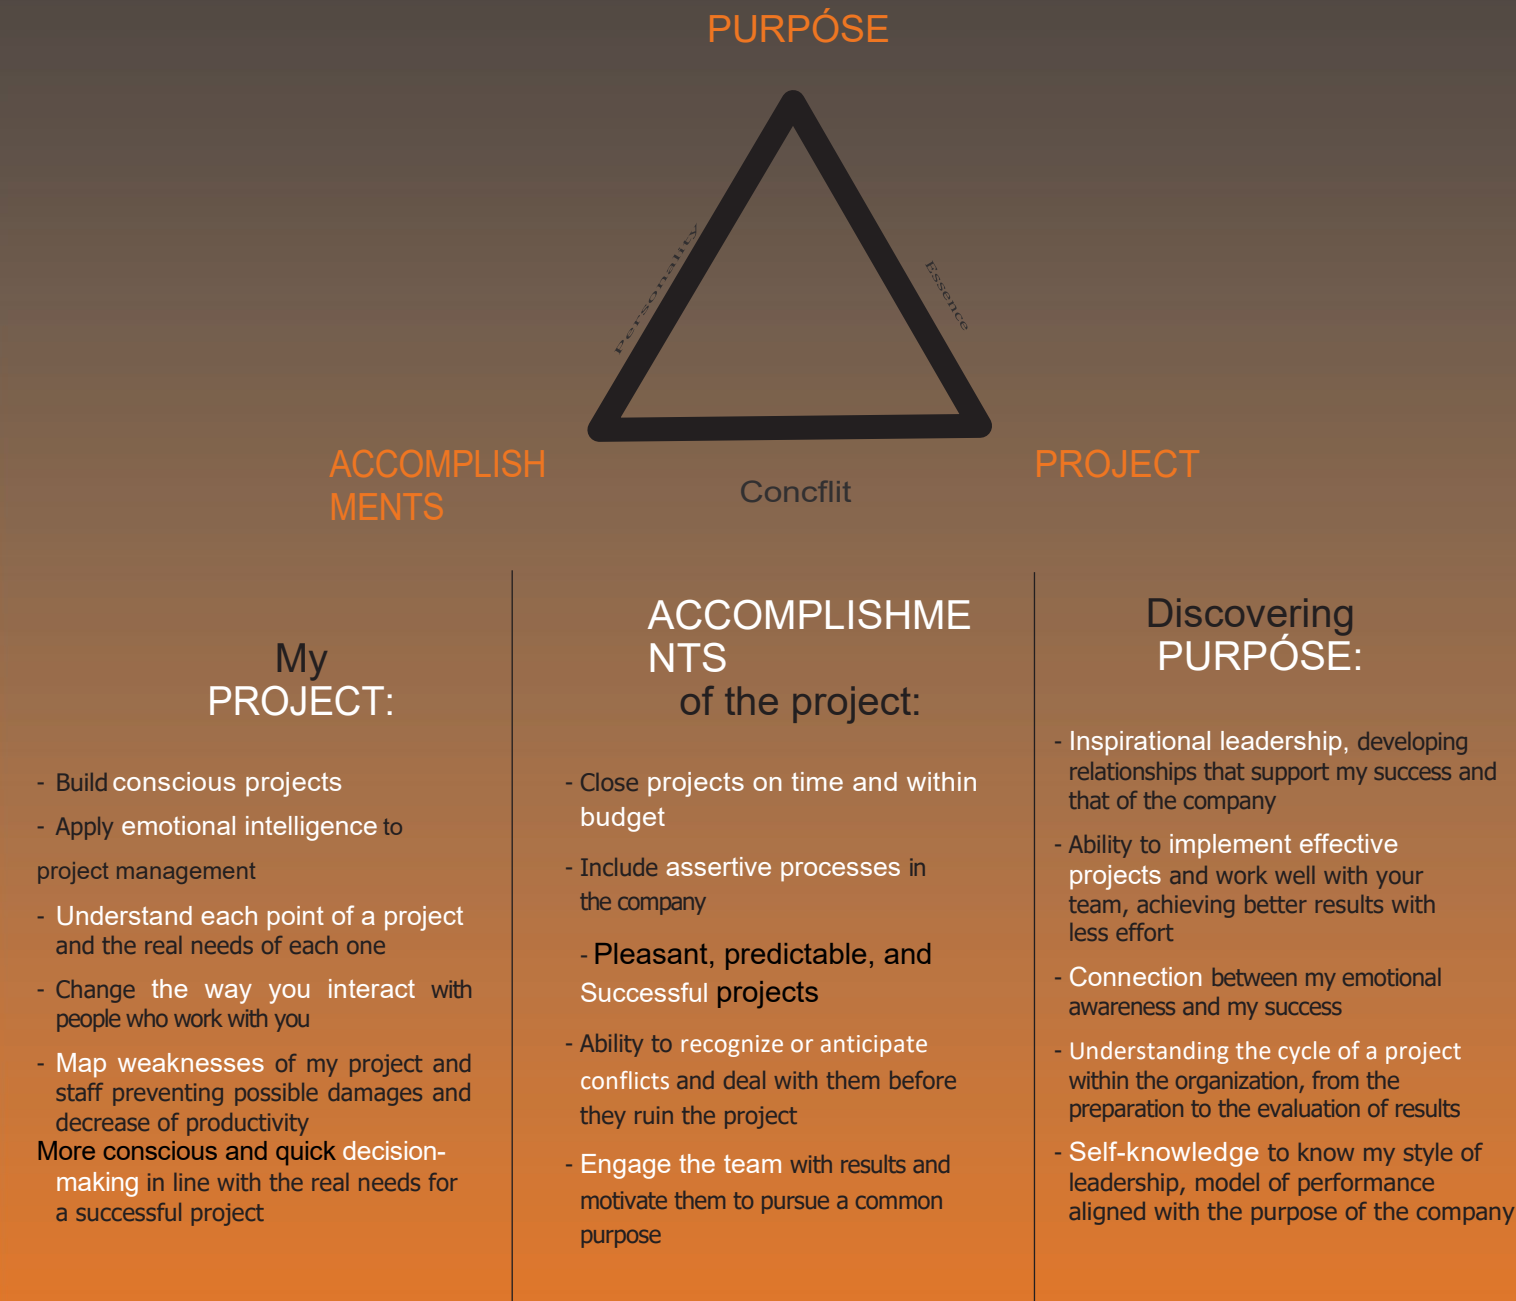 PURPÓSE
Personality
Essence
ACCOMPLISH
MENTS
Concflit
PROJECT
My
PROJECT:
- Build conscious projects
- Apply emotional intelligence to
project management
- Understand each point of a project
and the real needs of each one
- Change the way you interact with
people who work with you
- Map weaknesses of my project and
staff preventing possible damages and
decrease of productivity
More conscious and quick decision-
making in line with the real needs for
a successful project
ACCOMPLISHME
NTS
of the project:
- Close projects on time and within
budget
- Include assertive processes in
the company
- Pleasant, predictable, and
Successful projects
- Ability to recognize or anticipate
conflicts and deal with them before
they ruin the project
- Engage the team with results and
motivate them to pursue a common
purpose
Discovering
PURPÓSE:
- Inspirational leadership, developing
relationships that support my success and
that of the company
- Ability to implement effective
projects and work well with your
team, achieving better results with
less effort
- Connection between my emotional
awareness and my success
- Understanding the cycle of a project
within the organization, from the
preparation to the evaluation of results
- Self-knowledge to know my style of
leadership, model of performance
aligned with the purpose of the company